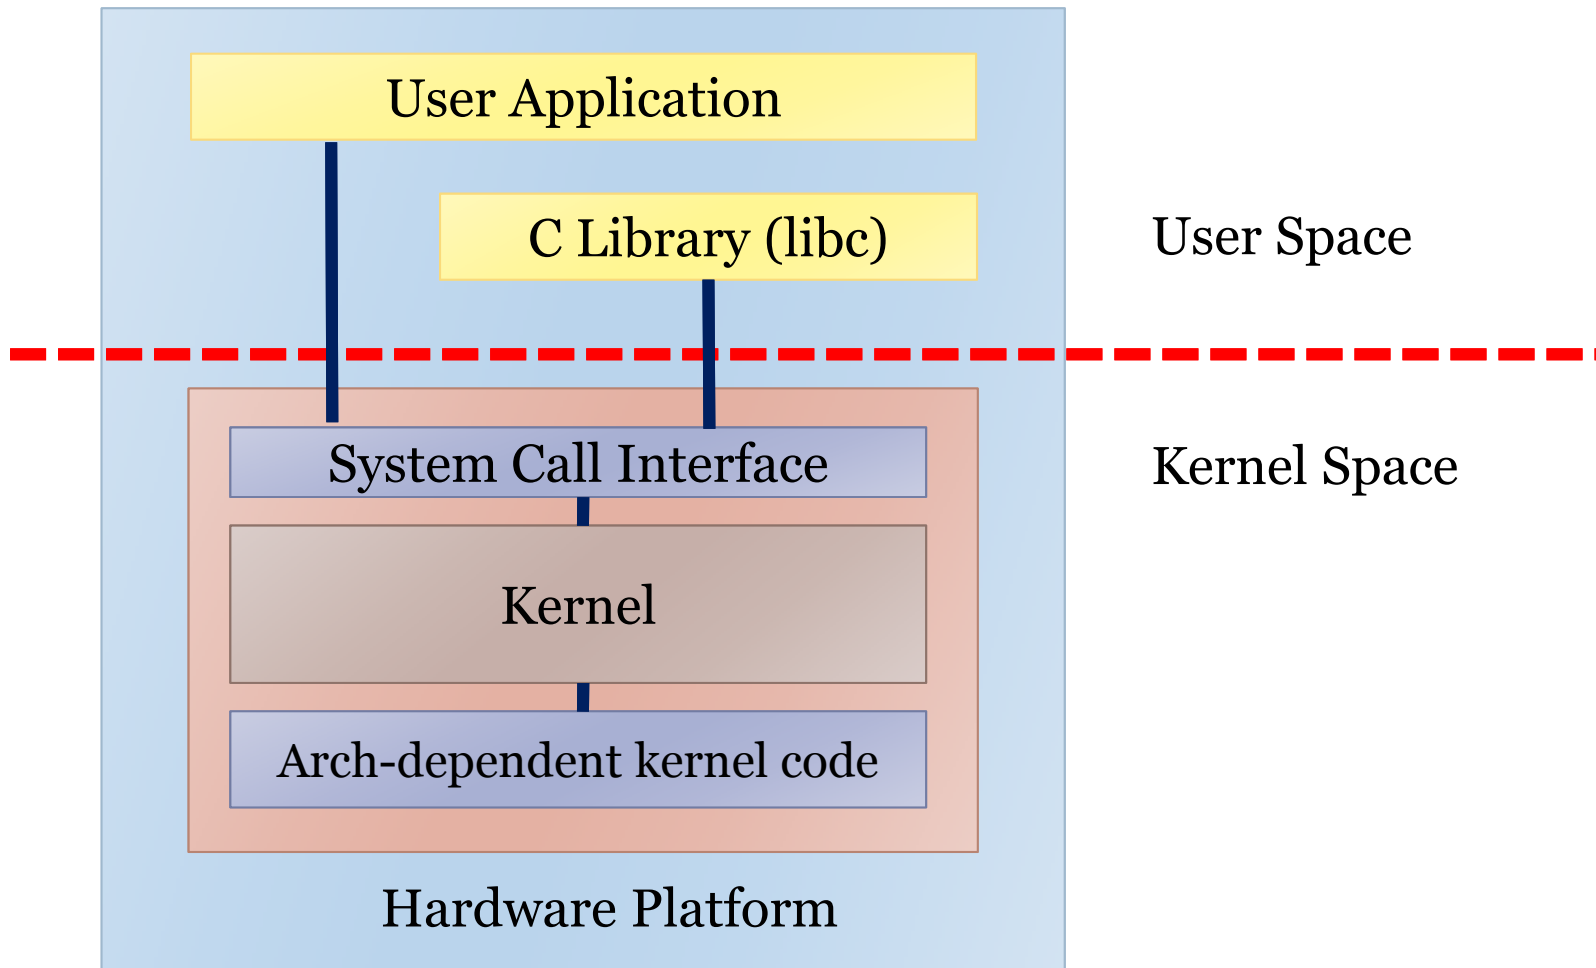 User Application
C Library (libc)
User Space
System Call Interface
Kernel Space
Kernel
Arch-dependent kernel code
Hardware Platform